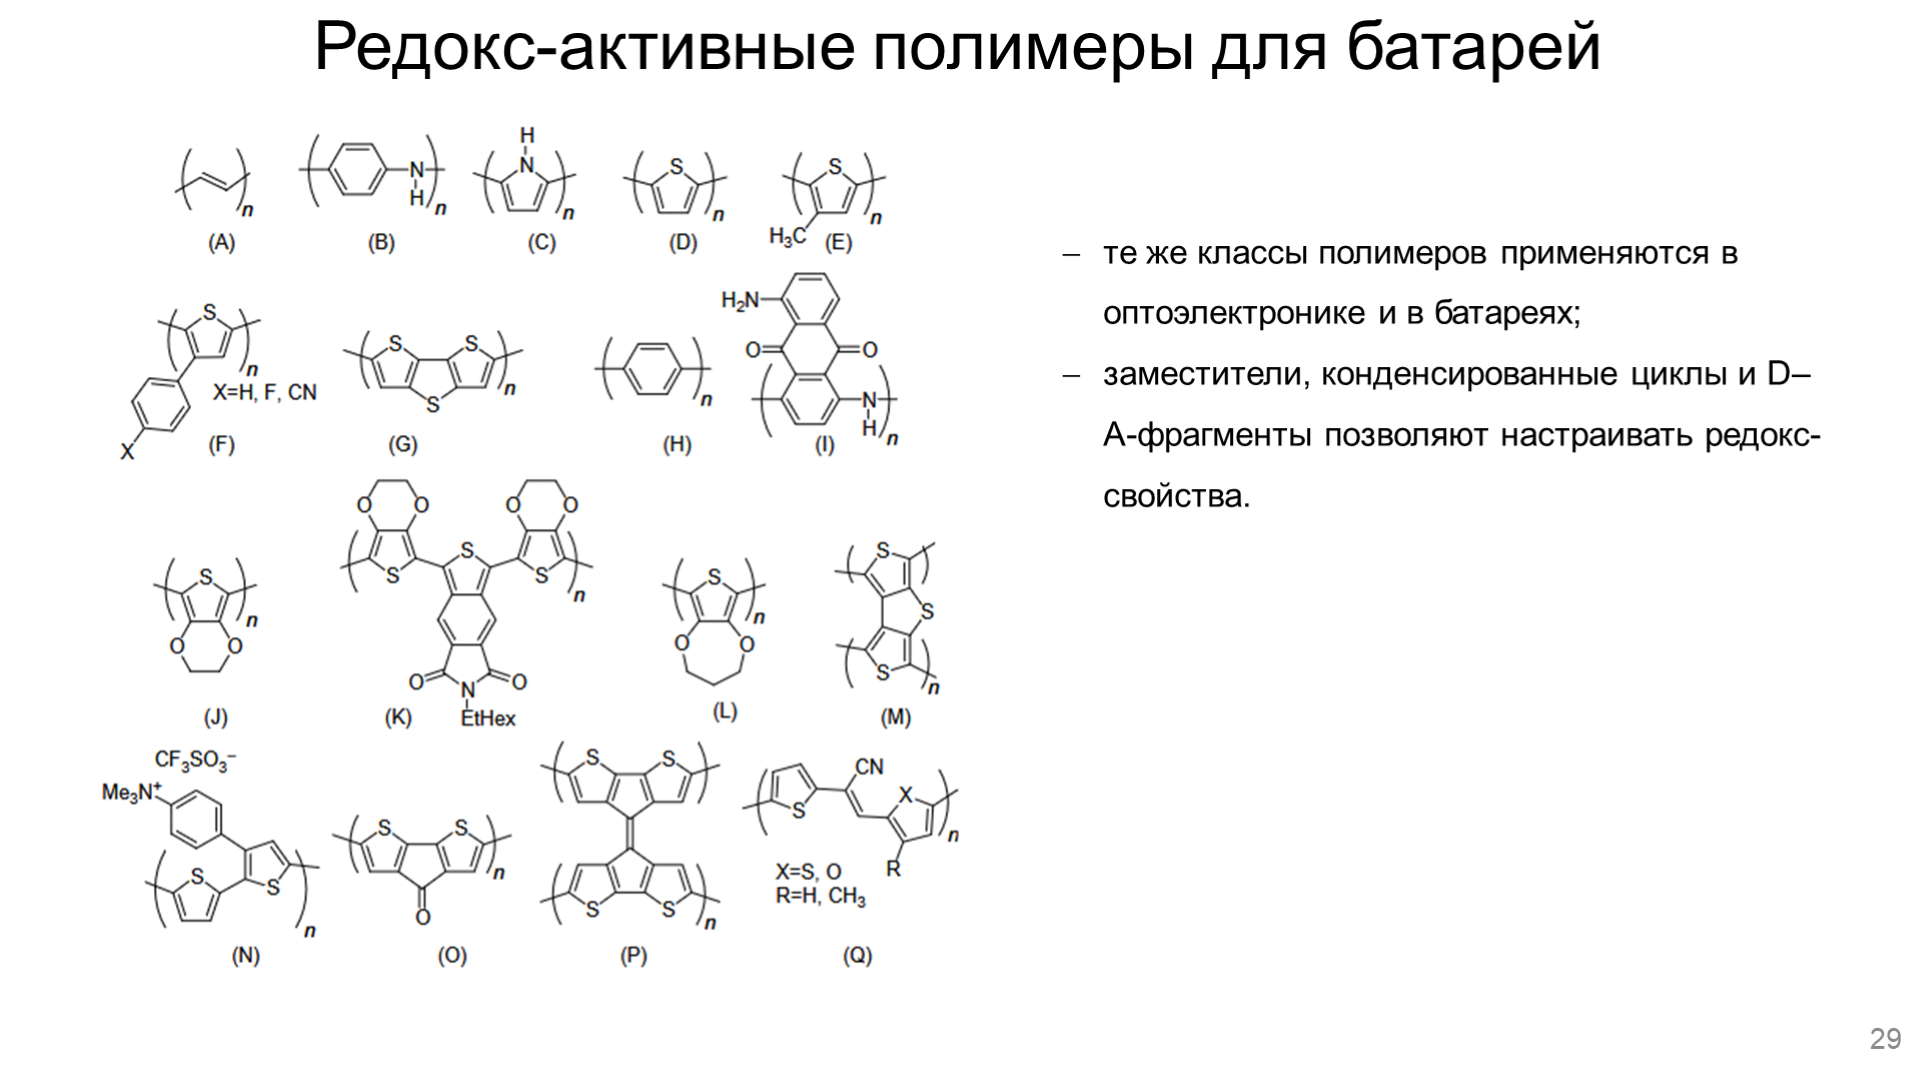 Редокс-активные полимеры для батарей
n
(A)
N
H
n
(B)
H
N
n
(C)
S
n
(D)
S
n
H₃C
(E)
S
n
X=H, F, CN
X
(F)
S
S
S
n
(G)
n
(H)
H₂N
O
O
N
H
n
(I)
S
n
O
O
(J)
O
O
O
O
S
S
S
n
O
O
N
EtHex
(K)
S
n
O
O
(L)
S
S
S
n
(M)
CF₃SO₃⁻
Me₃N⁺
S
S
n
(N)
S
S
n
O
(O)
S
S
S
S
n
(P)
CN
S
X
n
R
X=S, O
R=H, CH₃
(Q)
– те же классы полимеров применяются в
оптоэлектронике и в батареях;
– заместители, конденсированные циклы и D–
A-фрагменты позволяют настраивать редокс-
свойства.
29